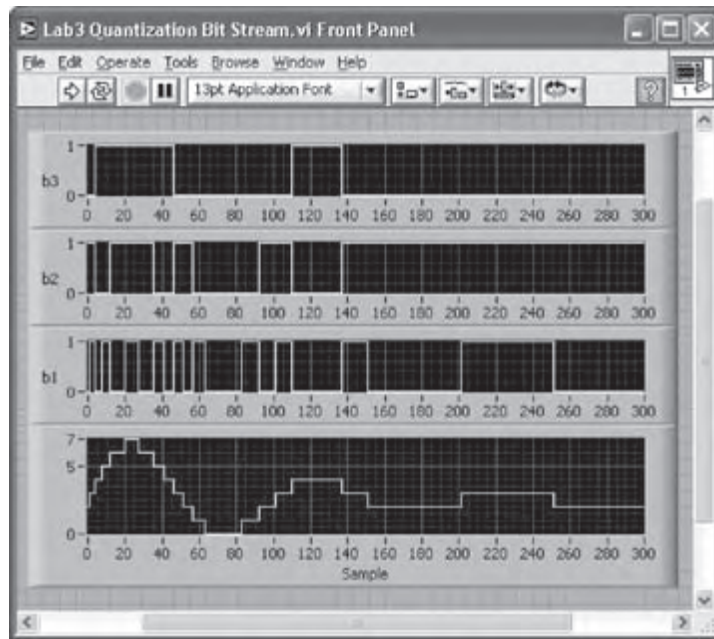 Lab3 Quantization Bit Stream.vi Front Panel
File Edit Operate Tools Browse Window Help
13pt Application Font
?
1
1
b3
0
0 20 40 60 80 100 120 140 160 180 200 220 240 260 280 300
1
b2
0
0 20 40 60 80 100 120 140 160 180 200 220 240 260 280 300
1
b1
0
0 20 40 60 80 100 120 140 160 180 200 220 240 260 280 300
7
5
0
0 20 40 60 80 100 120 140 160 180 200 220 240 260 280 300
Sample